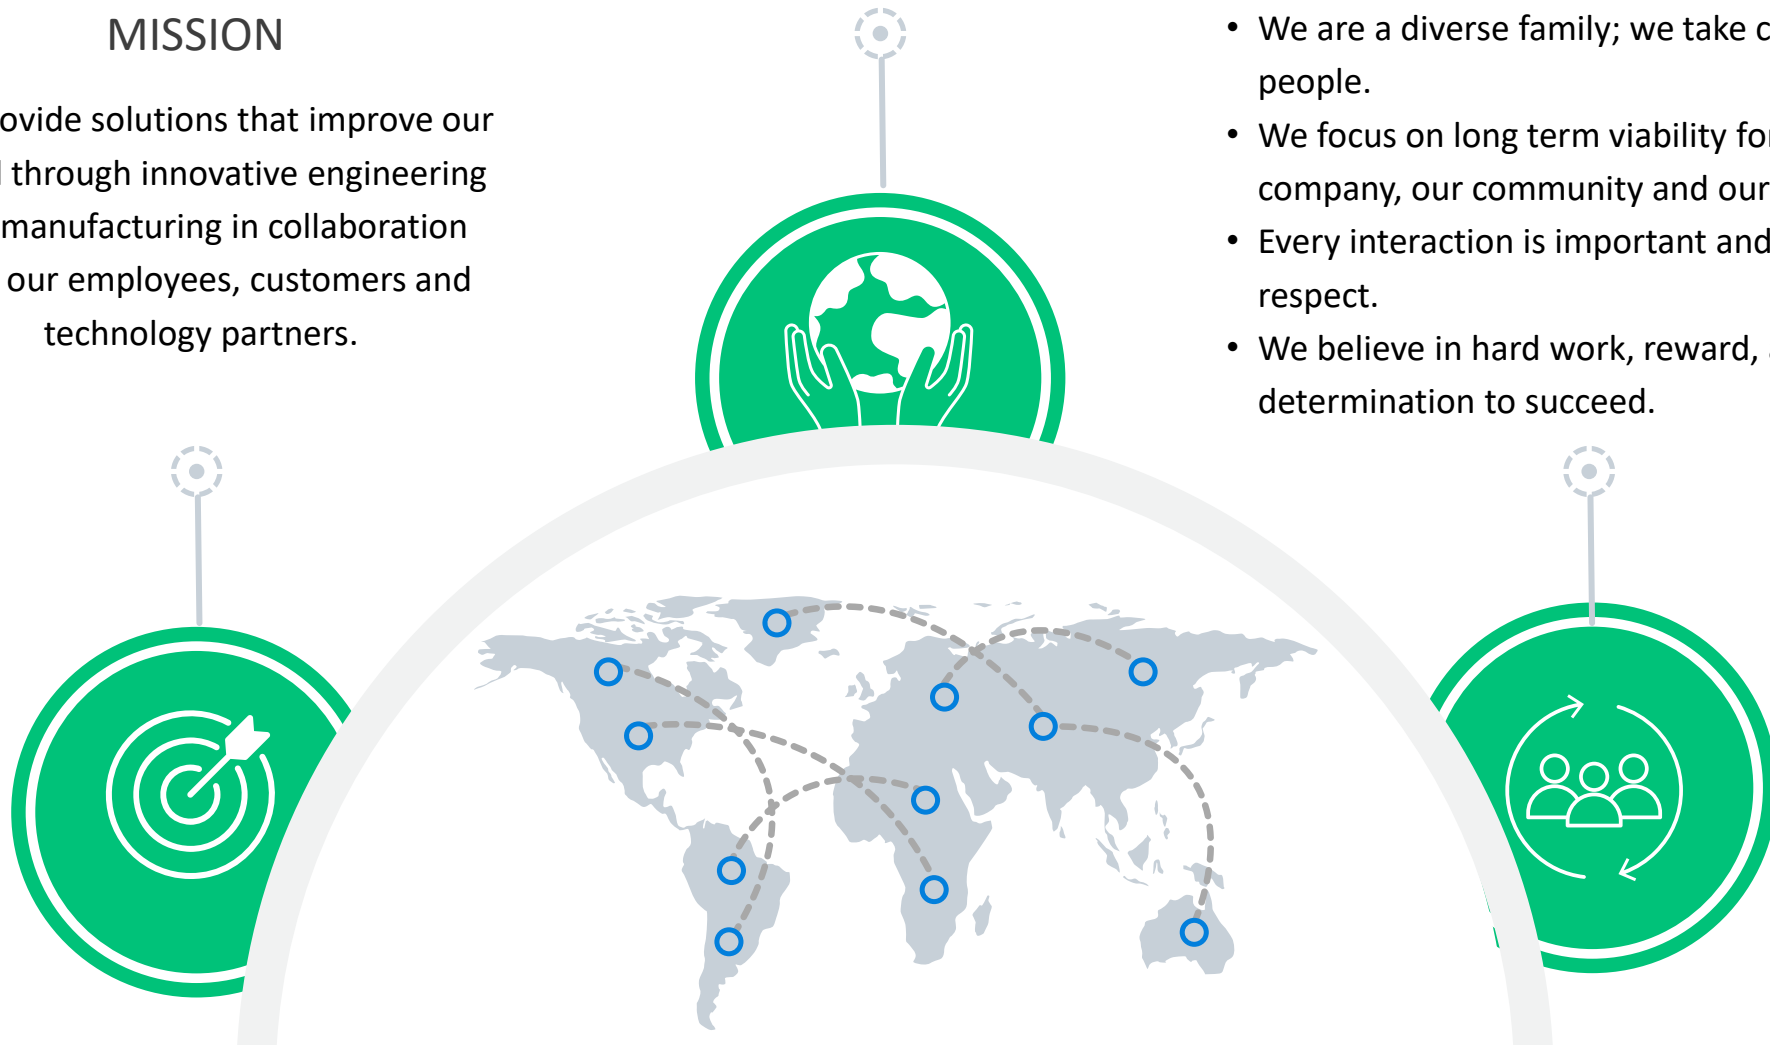 MISSION
ovide solutions that improve our
through innovative engineering
manufacturing in collaboration
our employees, customers and
technology partners.
• We are a diverse family; we take c
people.
• We focus on long term viability for
company, our community and our
• Every interaction is important and
respect.
• We believe in hard work, reward,
determination to succeed.